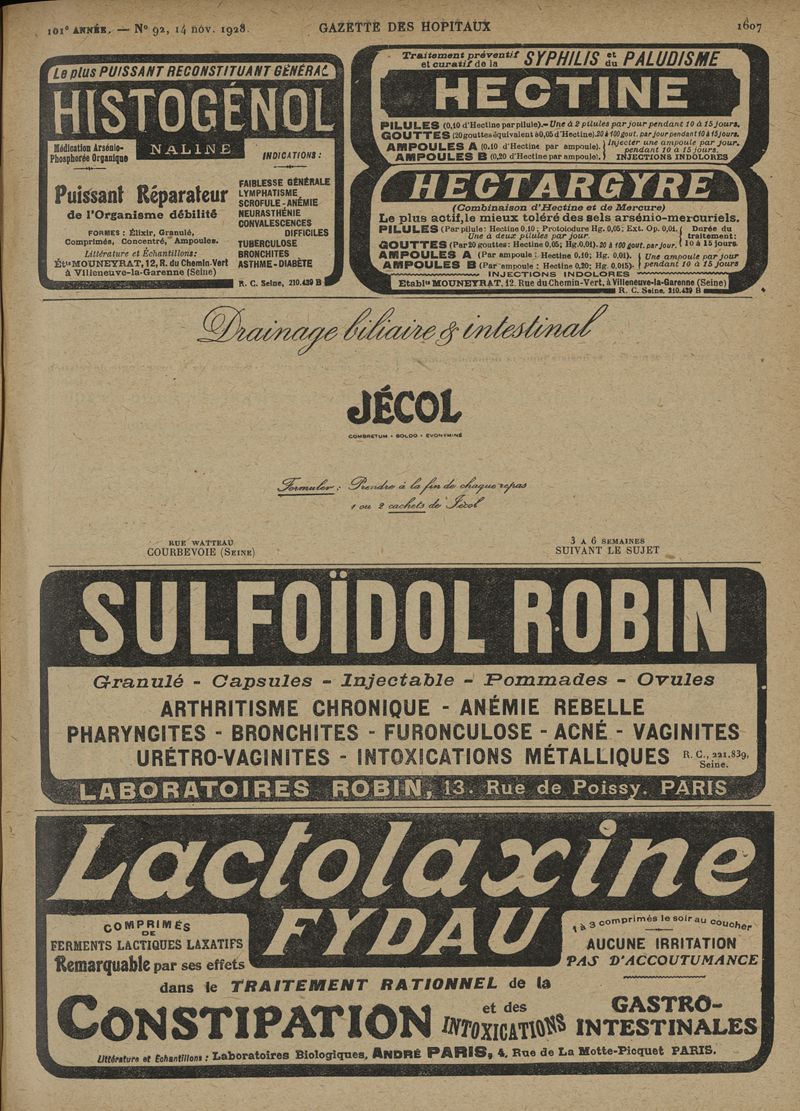 101e ANNÉE. — No 92, 14 nov. 1928.
GAZETTE DES HOPITAUX
1607
Le plus PUISSANT RECONSTITUANT GÉNÉRAL
HISTOGÉNOL
NALINE
Médication Arsénio-
Phosphorée Organique
INDICATIONS :
Puissant Réparateur
de l'Organisme débilité
FORMES : Élixir, Granulé,
Comprimés, Concentré, Ampoules.
Littérature et Échantillons:
Étts MOUNEYRAT, 12, R. du Chemin-Vert
à Villeneuve-la-Garenne (Seine)
FAIBLESSE GÉNÉRALE
LYMPHATISME
SCROFULE - ANÉMIE
NEURASTHÉNIE
CONVALESCENCES
DIFFICILES
TUBERCULOSE
BRONCHITES
ASTHME - DIABÈTE
R. C. Seine, 210.439 B
Traitement préventif et curatif de la SYPHILIS et du PALUDISME
HECTINE
PILULES (0,10 d'Hectine par pilule).- Une à 2 pilules par jour pendant 10 à 15 jours.
GOUTTES (20 gouttes équivalent à 0,05 d'Hectine). 20 à 100 gout. par jour pendant 10 à 15 jours.
AMPOULES A (0.10 d'Hectine par ampoule). } Injecter une ampoule par jour.
pendant 10 à 15 jours.
AMPOULES B (0,20 d'Hectine par ampoule). } INJECTIONS INDOLORES
HECTARGYRE
(Combinaison d'Hectine et de Mercure)
Le plus actif, le mieux toléré des sels arsénio-mercuriels.
PILULES (Par pilule: Hectine 0,10; Protoiodure Hg. 0,05; Ext. Op. 0,01.
Une à deux pilules par jour.
GOUTTES (Par 20 gouttes: Hectine 0,05; Hg. 0,01). 20 à 100 gout. par jour.
Durée du
traitement:
10 à 15 jours.
AMPOULES A (Par ampoule : Hectine 0,10; Hg. 0,01). { Une ampoule par jour
AMPOULES B (Par ampoule : Hectine 0,20; Hg. 0,015). { pendant 10 à 15 jours
INJECTIONS INDOLORES
Etablts MOUNEYRAT, 12. Rue du Chemin-Vert, à Villeneuve-la-Garenne (Seine)
R. C. Seine, 210.439 B
Drainage biliaire & intestinal
JÉCOL
COMBRETUM - BOLDO - EVONYMINE
Formuler : Prendre à la fin de chaque repas
1 ou 2 cachets de Jécol
RUE WATTEAU
COURBEVOIE (SEINE)
3 A 6 SEMAINES
SUIVANT LE SUJET
SULFOÏDOL ROBIN
Granulé - Capsules - Injectable - Pommades - Ovules
ARTHRITISME CHRONIQUE - ANÉMIE REBELLE
PHARYNGITES - BRONCHITES - FURONCULOSE - ACNÉ - VAGINITES
URÉTRO-VAGINITES - INTOXICATIONS MÉTALLIQUES R. C., 221.839,
Seine.
LABORATOIRES ROBIN, 13. Rue de Poissy. PARIS
Lactolaxine
FYDAU
COMPRIMÉS
DE
FERMENTS LACTIQUES LAXATIFS
Remarquable par ses effets
1 à 3 comprimés le soir au coucher
AUCUNE IRRITATION
PAS D'ACCOUTUMANCE
dans le TRAITEMENT RATIONNEL de la
CONSTIPATION et des INTOXICATIONS GASTRO-
INTESTINALES
Littérature et Echantillons : Laboratoires Biologiques, ANDRÉ PARIS, 4, Rue de La Motte-Picquet PARIS.